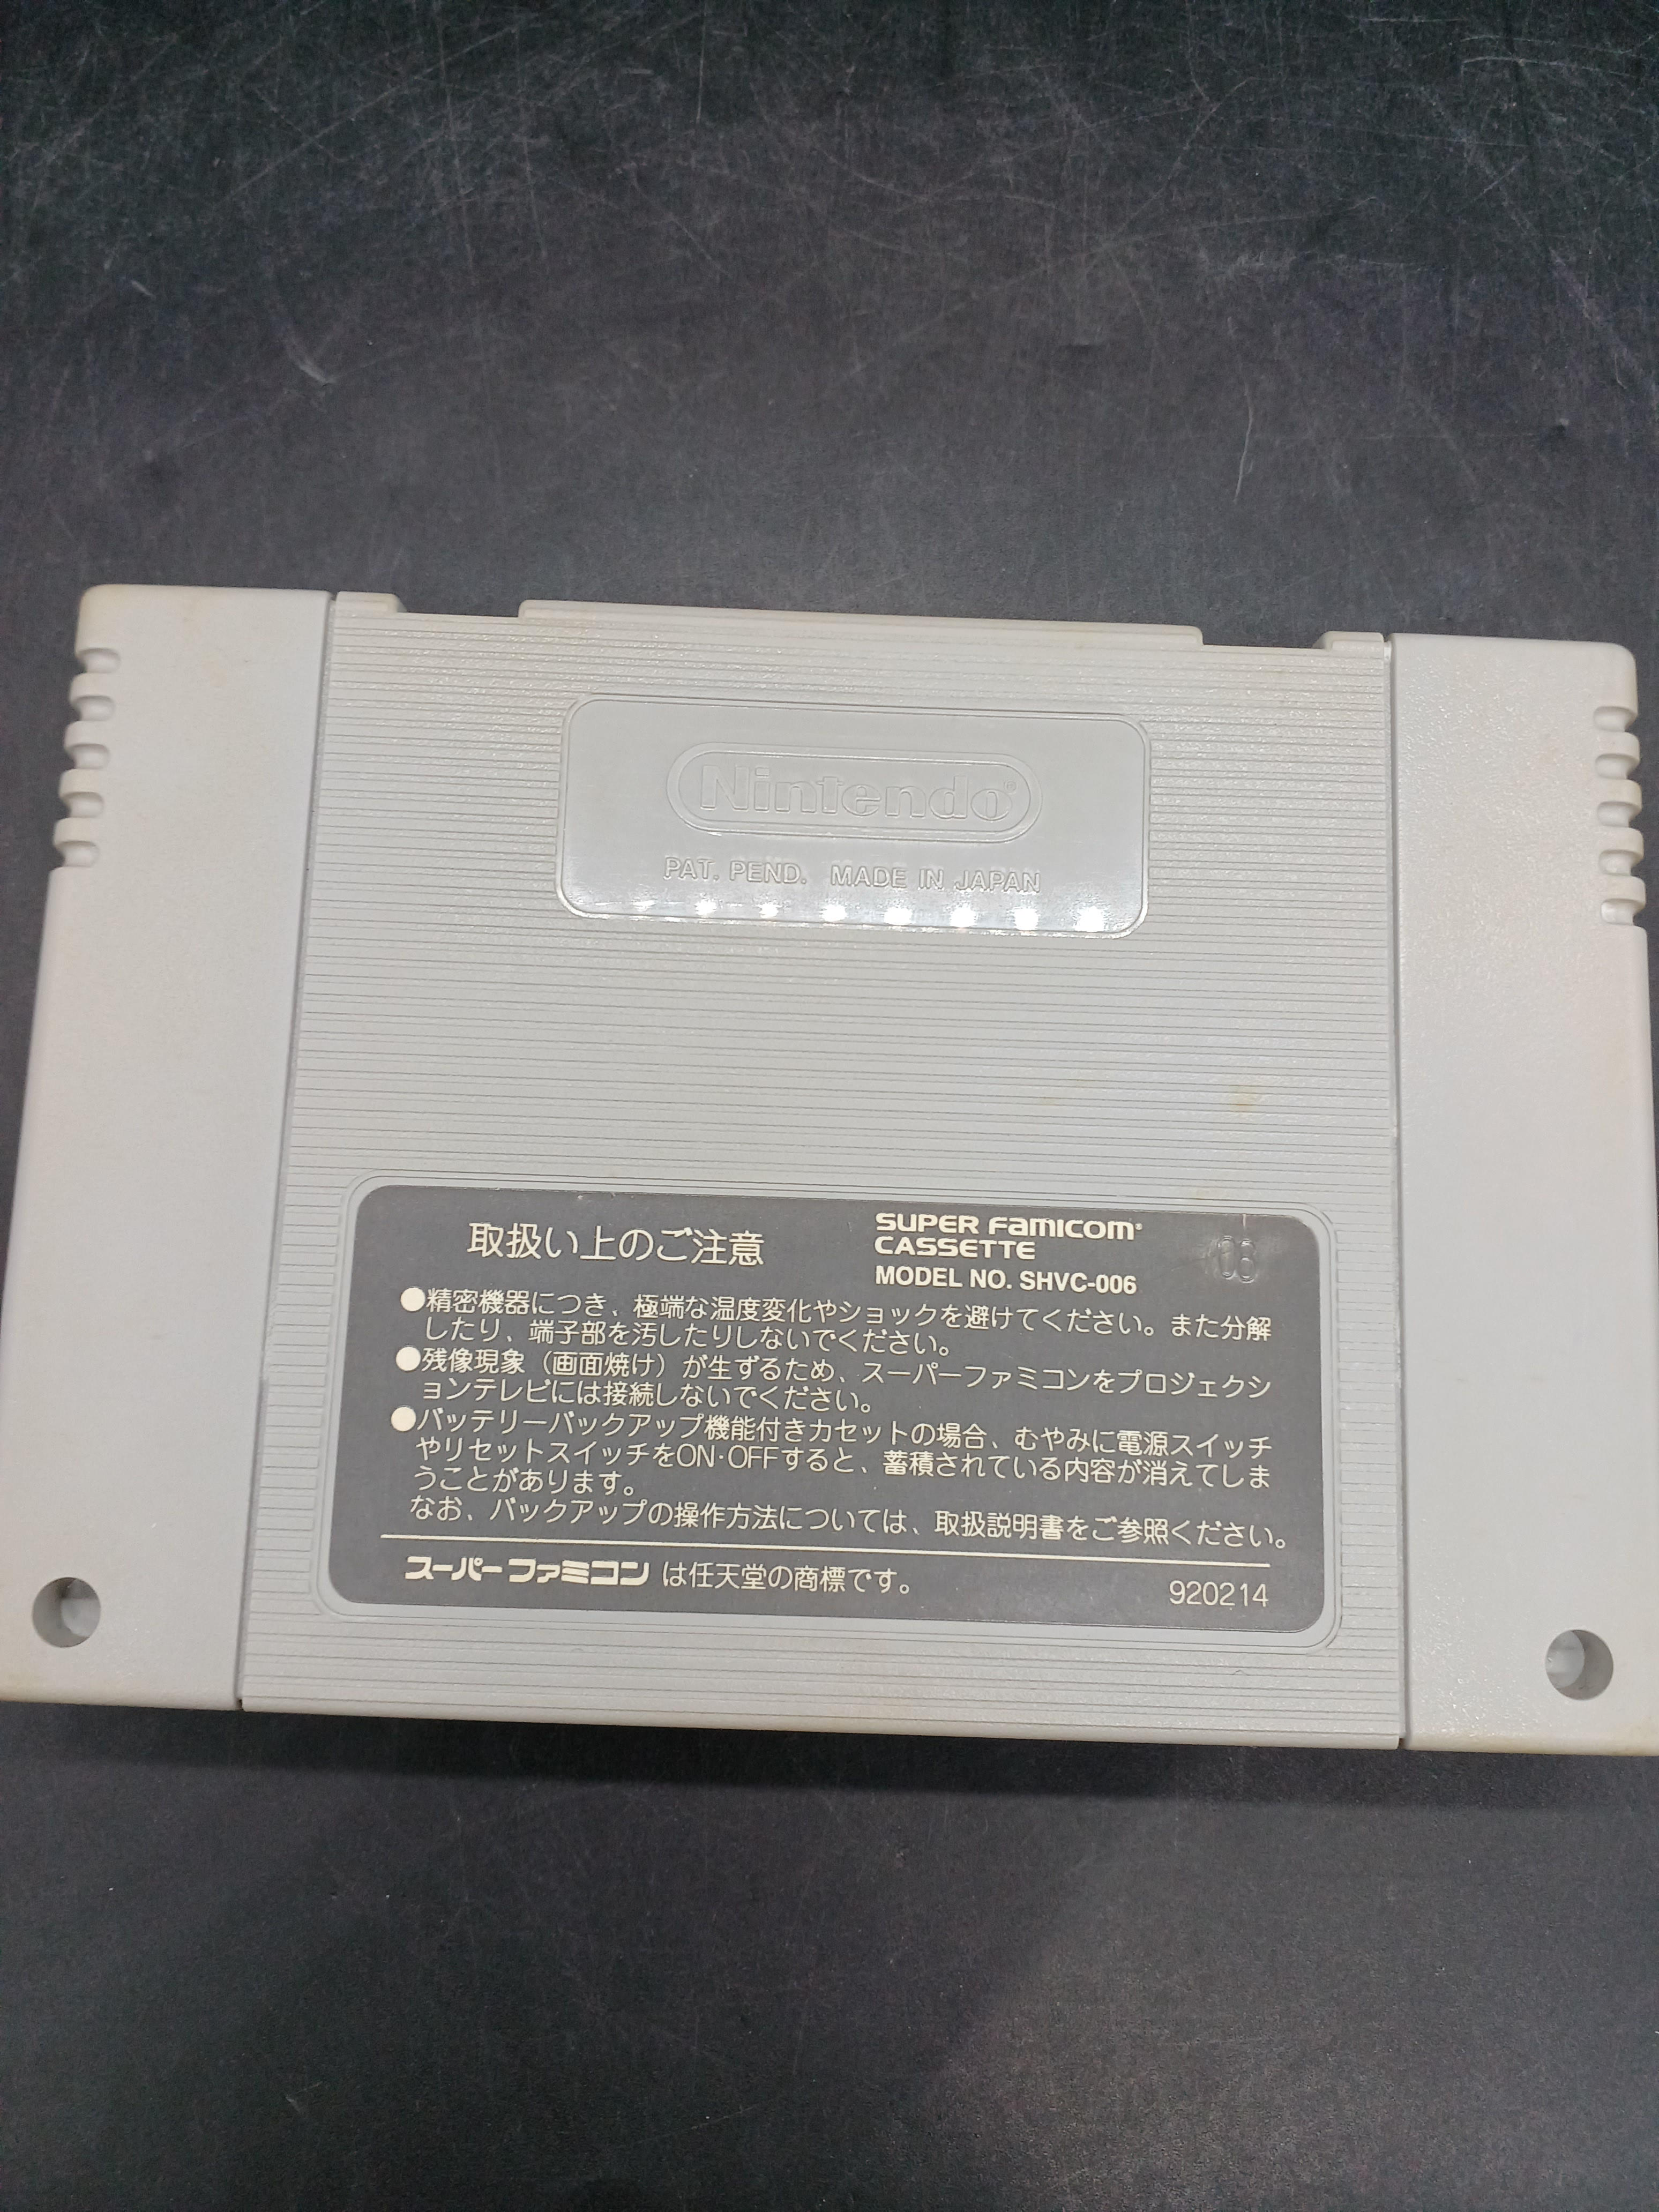 Nintendo®
PAT. PEND. MADE IN JAPAN
取扱い上のご注意
SUPER FAMICOM®
CASSETTE
MODEL NO. SHVC-006
06
●精密機器につき、極端な温度変化やショックを避けてください。また分解
したり、端子部を汚したりしないでください。
●残像現象（画面焼け）が生ずるため、スーパーファミコンをプロジェクシ
ョンテレビには接続しないでください。
●バッテリーバックアップ機能付きカセットの場合、むやみに電源スイッチ
やリセットスイッチをON･OFFすると、蓄積されている内容が消えてしま
うことがあります。
なお、バックアップの操作方法については、取扱説明書をご参照ください。
スーパーファミコン は任天堂の商標です。
920214